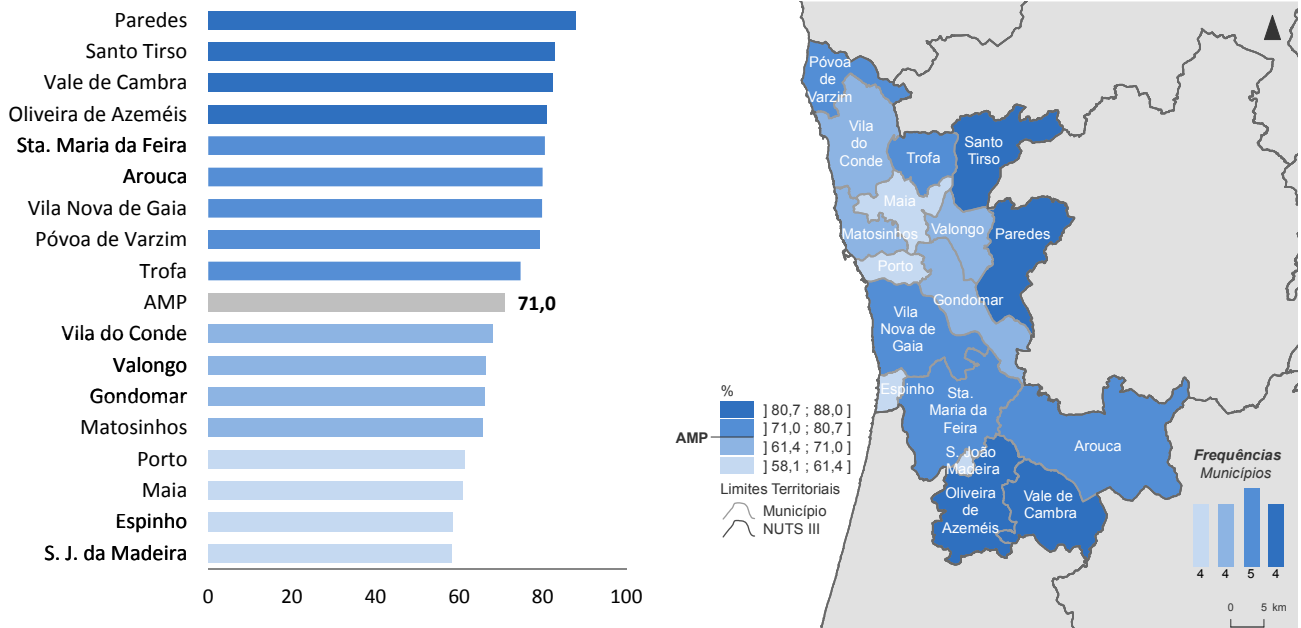 Paredes
Santo Tirso
Vale de Cambra
Oliveira de Azeméis
Sta. Maria da Feira
Arouca
Vila Nova de Gaia
Póvoa de Varzim
Trofa
AMP
71,0
Vila do Conde
Valongo
Gondomar
Matosinhos
Porto
Maia
Espinho
S. J. da Madeira
0 20 40 60 80 100
Póvoa
de
Varzim
Vila
do
Conde
Trofa
Santo
Tirso
Maia
Matosinhos
Valongo
Paredes
Porto
Gondomar
Vila
Nova de
Gaia
Espinho
Sta.
Maria da
Feira
Arouca
S. João
Madeira
Oliveira
de
Azeméis
Vale de
Cambra
%
] 80,7 ; 88,0 ]
] 71,0 ; 80,7 ]
AMP
] 61,4 ; 71,0 ]
] 58,1 ; 61,4 ]
Limites Territoriais
Município
NUTS III
Frequências
Municípios
4 4 5 4
0 5 km